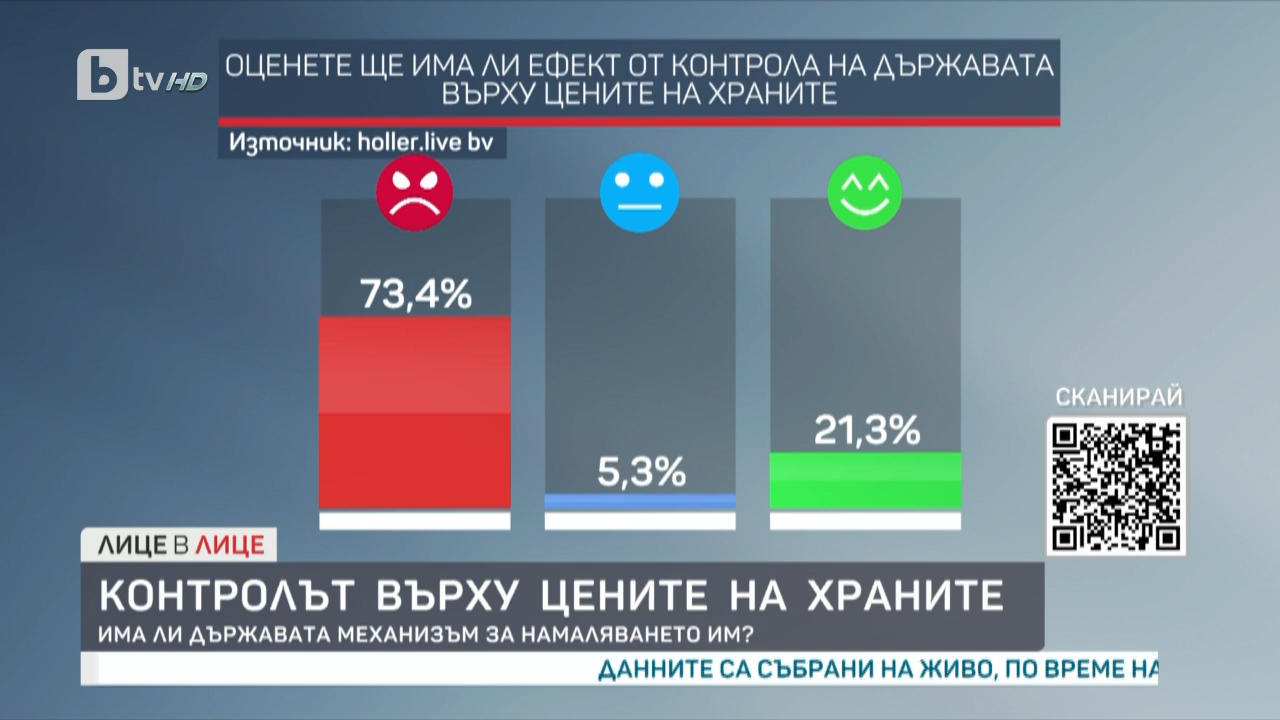 btv HD
ОЦЕНЕТЕ ЩЕ ИМА ЛИ ЕФЕКТ ОТ КОНТРОЛА НА ДЪРЖАВАТА
ВЪРХУ ЦЕНИТЕ НА ХРАНИТЕ
Източник: holler.live bv
73,4%
5,3%
21,3%
СКАНИРАЙ
ЛИЦЕ В ЛИЦЕ
КОНТРОЛЪТ ВЪРХУ ЦЕНИТЕ НА ХРАНИТЕ
ИМА ЛИ ДЪРЖАВАТА МЕХАНИЗЪМ ЗА НАМАЛЯВАНЕТО ИМ?
ДАННИТЕ СА СЪБРАНИ НА ЖИВО, ПО ВРЕМЕ НА